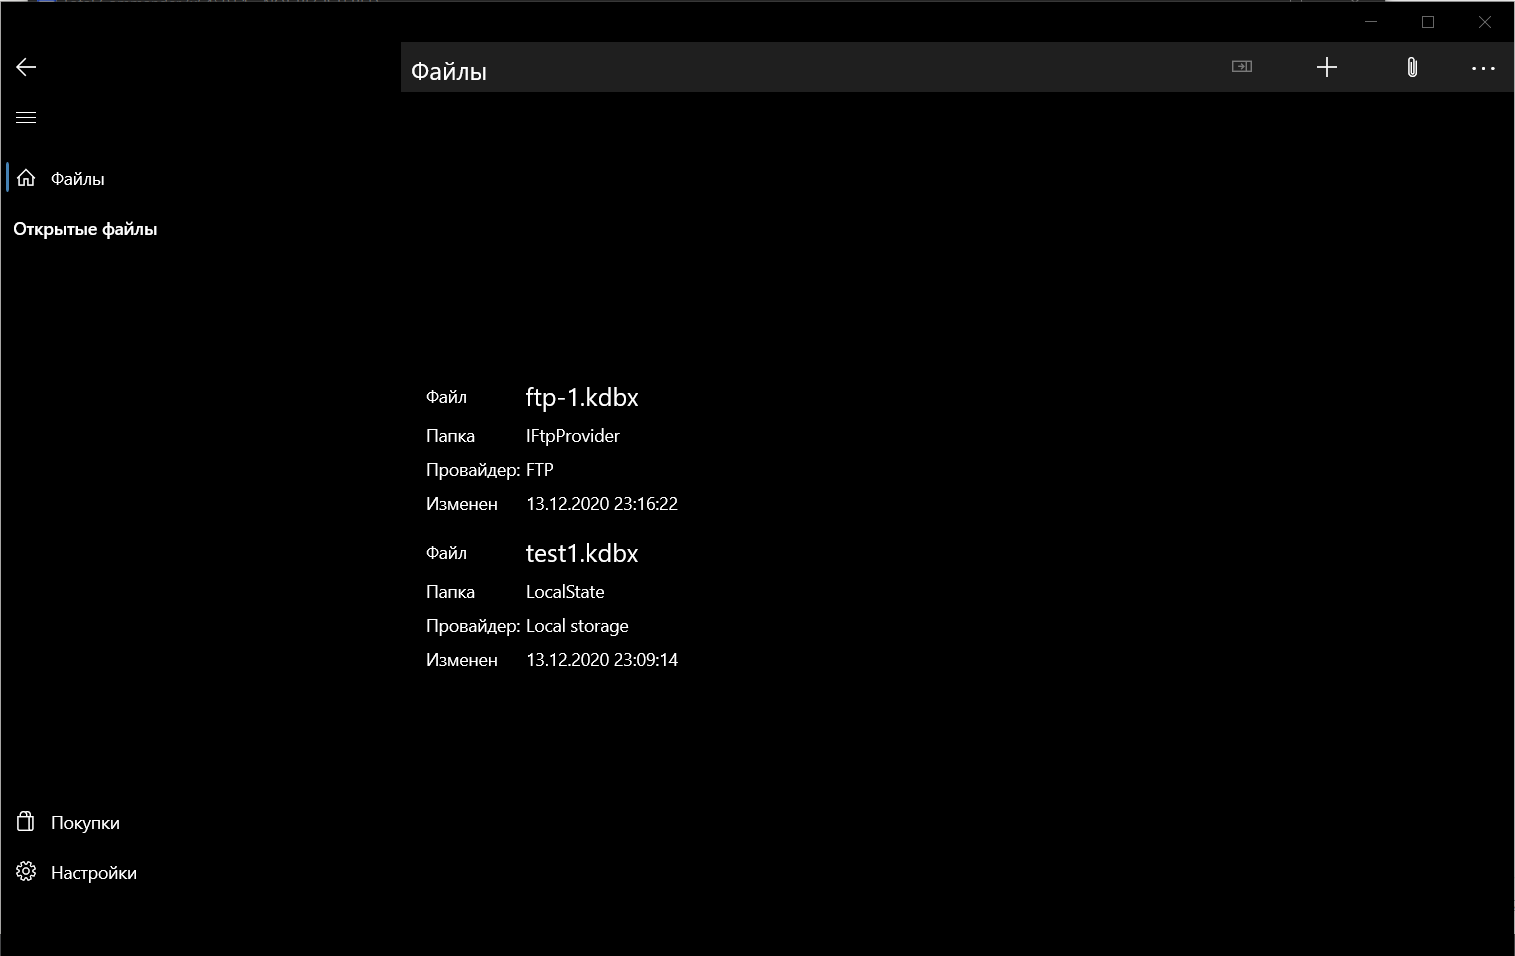 Файлы
Файлы
Открытые файлы
Файл ftp-1.kdbx
Папка IFtpProvider
Провайдер: FTP
Изменен 13.12.2020 23:16:22
Файл test1.kdbx
Папка LocalState
Провайдер: Local storage
Изменен 13.12.2020 23:09:14
Покупки
Настройки